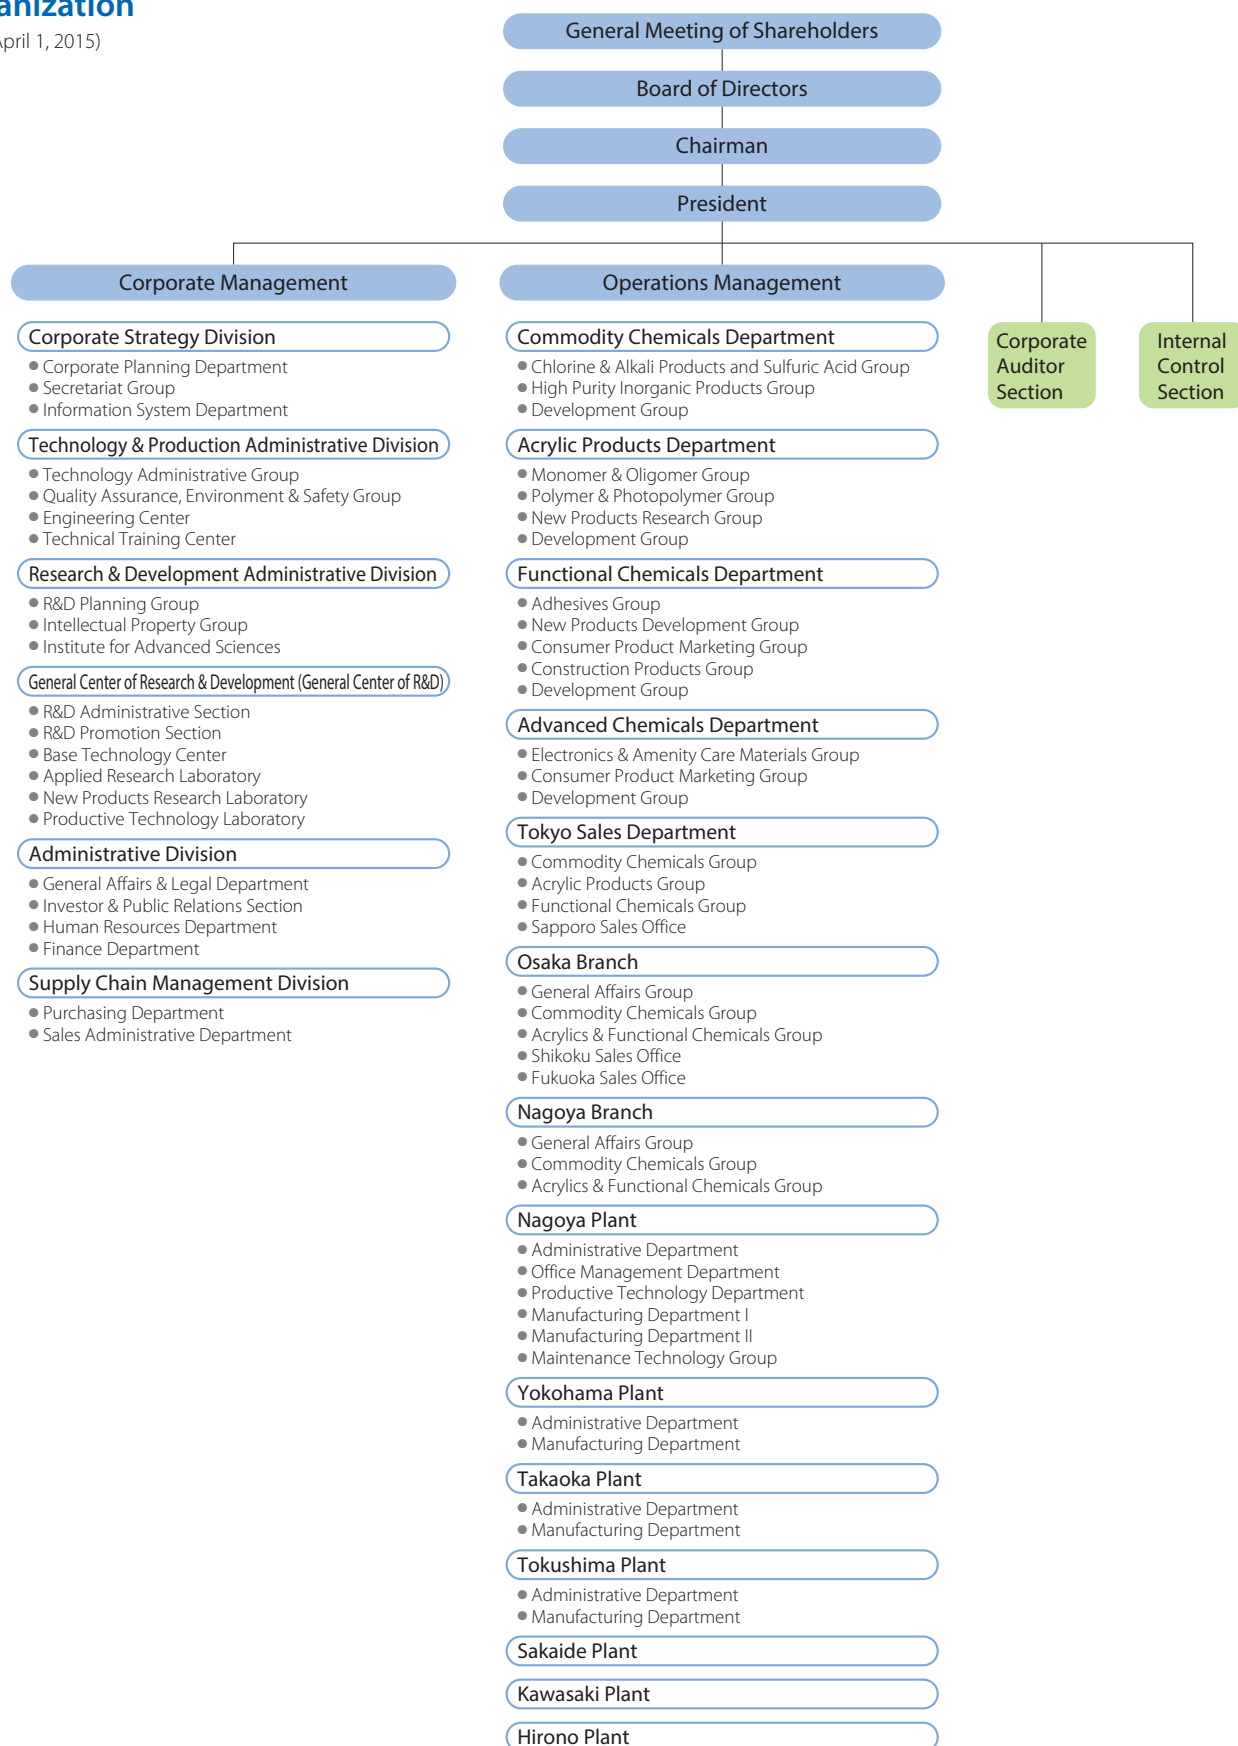 anization
April 1, 2015)
General Meeting of Shareholders
Board of Directors
Chairman
President
Corporate Management
Corporate Strategy Division
● Corporate Planning Department
● Secretariat Group
● Information System Department
Technology & Production Administrative Division
● Technology Administrative Group
● Quality Assurance, Environment & Safety Group
● Engineering Center
● Technical Training Center
Research & Development Administrative Division
● R&D Planning Group
● Intellectual Property Group
● Institute for Advanced Sciences
General Center of Research & Development (General Center of R&D)
● R&D Administrative Section
● R&D Promotion Section
● Base Technology Center
● Applied Research Laboratory
● New Products Research Laboratory
● Productive Technology Laboratory
Administrative Division
● General Affairs & Legal Department
● Investor & Public Relations Section
● Human Resources Department
● Finance Department
Supply Chain Management Division
● Purchasing Department
● Sales Administrative Department
Operations Management
Commodity Chemicals Department
● Chlorine & Alkali Products and Sulfuric Acid Group
● High Purity Inorganic Products Group
● Development Group
Acrylic Products Department
● Monomer & Oligomer Group
● Polymer & Photopolymer Group
● New Products Research Group
● Development Group
Functional Chemicals Department
● Adhesives Group
● New Products Development Group
● Consumer Product Marketing Group
● Construction Products Group
● Development Group
Advanced Chemicals Department
● Electronics & Amenity Care Materials Group
● Consumer Product Marketing Group
● Development Group
Tokyo Sales Department
● Commodity Chemicals Group
● Acrylic Products Group
● Functional Chemicals Group
● Sapporo Sales Office
Osaka Branch
● General Affairs Group
● Commodity Chemicals Group
● Acrylics & Functional Chemicals Group
● Shikoku Sales Office
● Fukuoka Sales Office
Nagoya Branch
● General Affairs Group
● Commodity Chemicals Group
● Acrylics & Functional Chemicals Group
Nagoya Plant
● Administrative Department
● Office Management Department
● Productive Technology Department
● Manufacturing Department I
● Manufacturing Department II
● Maintenance Technology Group
Yokohama Plant
● Administrative Department
● Manufacturing Department
Takaoka Plant
● Administrative Department
● Manufacturing Department
Tokushima Plant
● Administrative Department
● Manufacturing Department
Sakaide Plant
Kawasaki Plant
Hirono Plant
Corporate
Auditor
Section
Internal
Control
Section